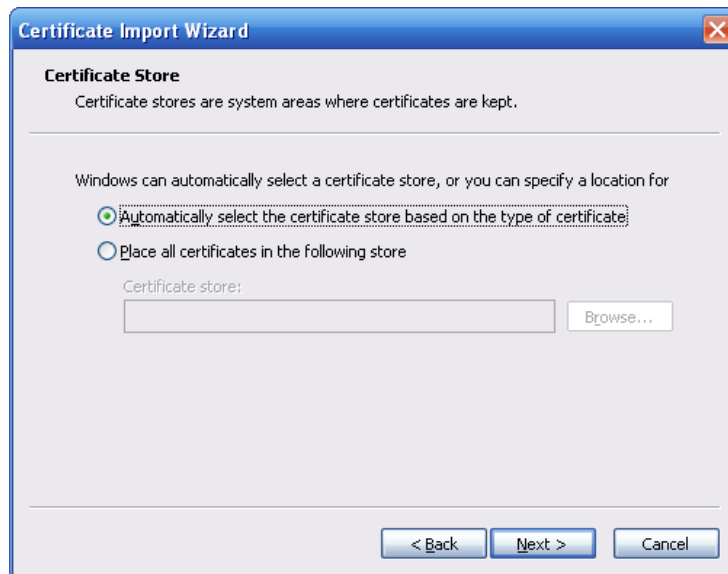 Certificate Import Wizard
Certificate Store
Certificate stores are system areas where certificates are kept.
Windows can automatically select a certificate store, or you can specify a location for
Automatically select the certificate store based on the type of certificate
Place all certificates in the following store
Certificate store:
Browse...
< Back Next > Cancel